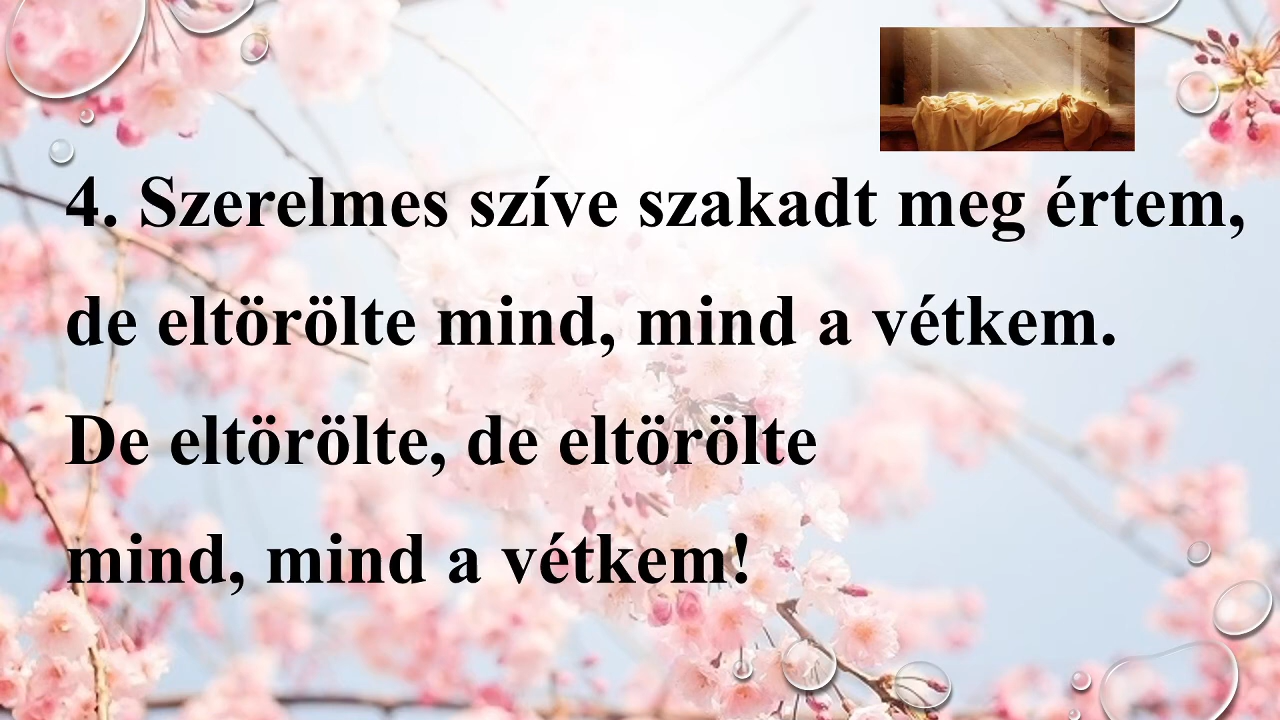 4. Szerelmes szíve szakadt meg értem,
de eltörölte mind, mind a vétkem.
De eltörölte, de eltörölte
mind, mind a vétkem!